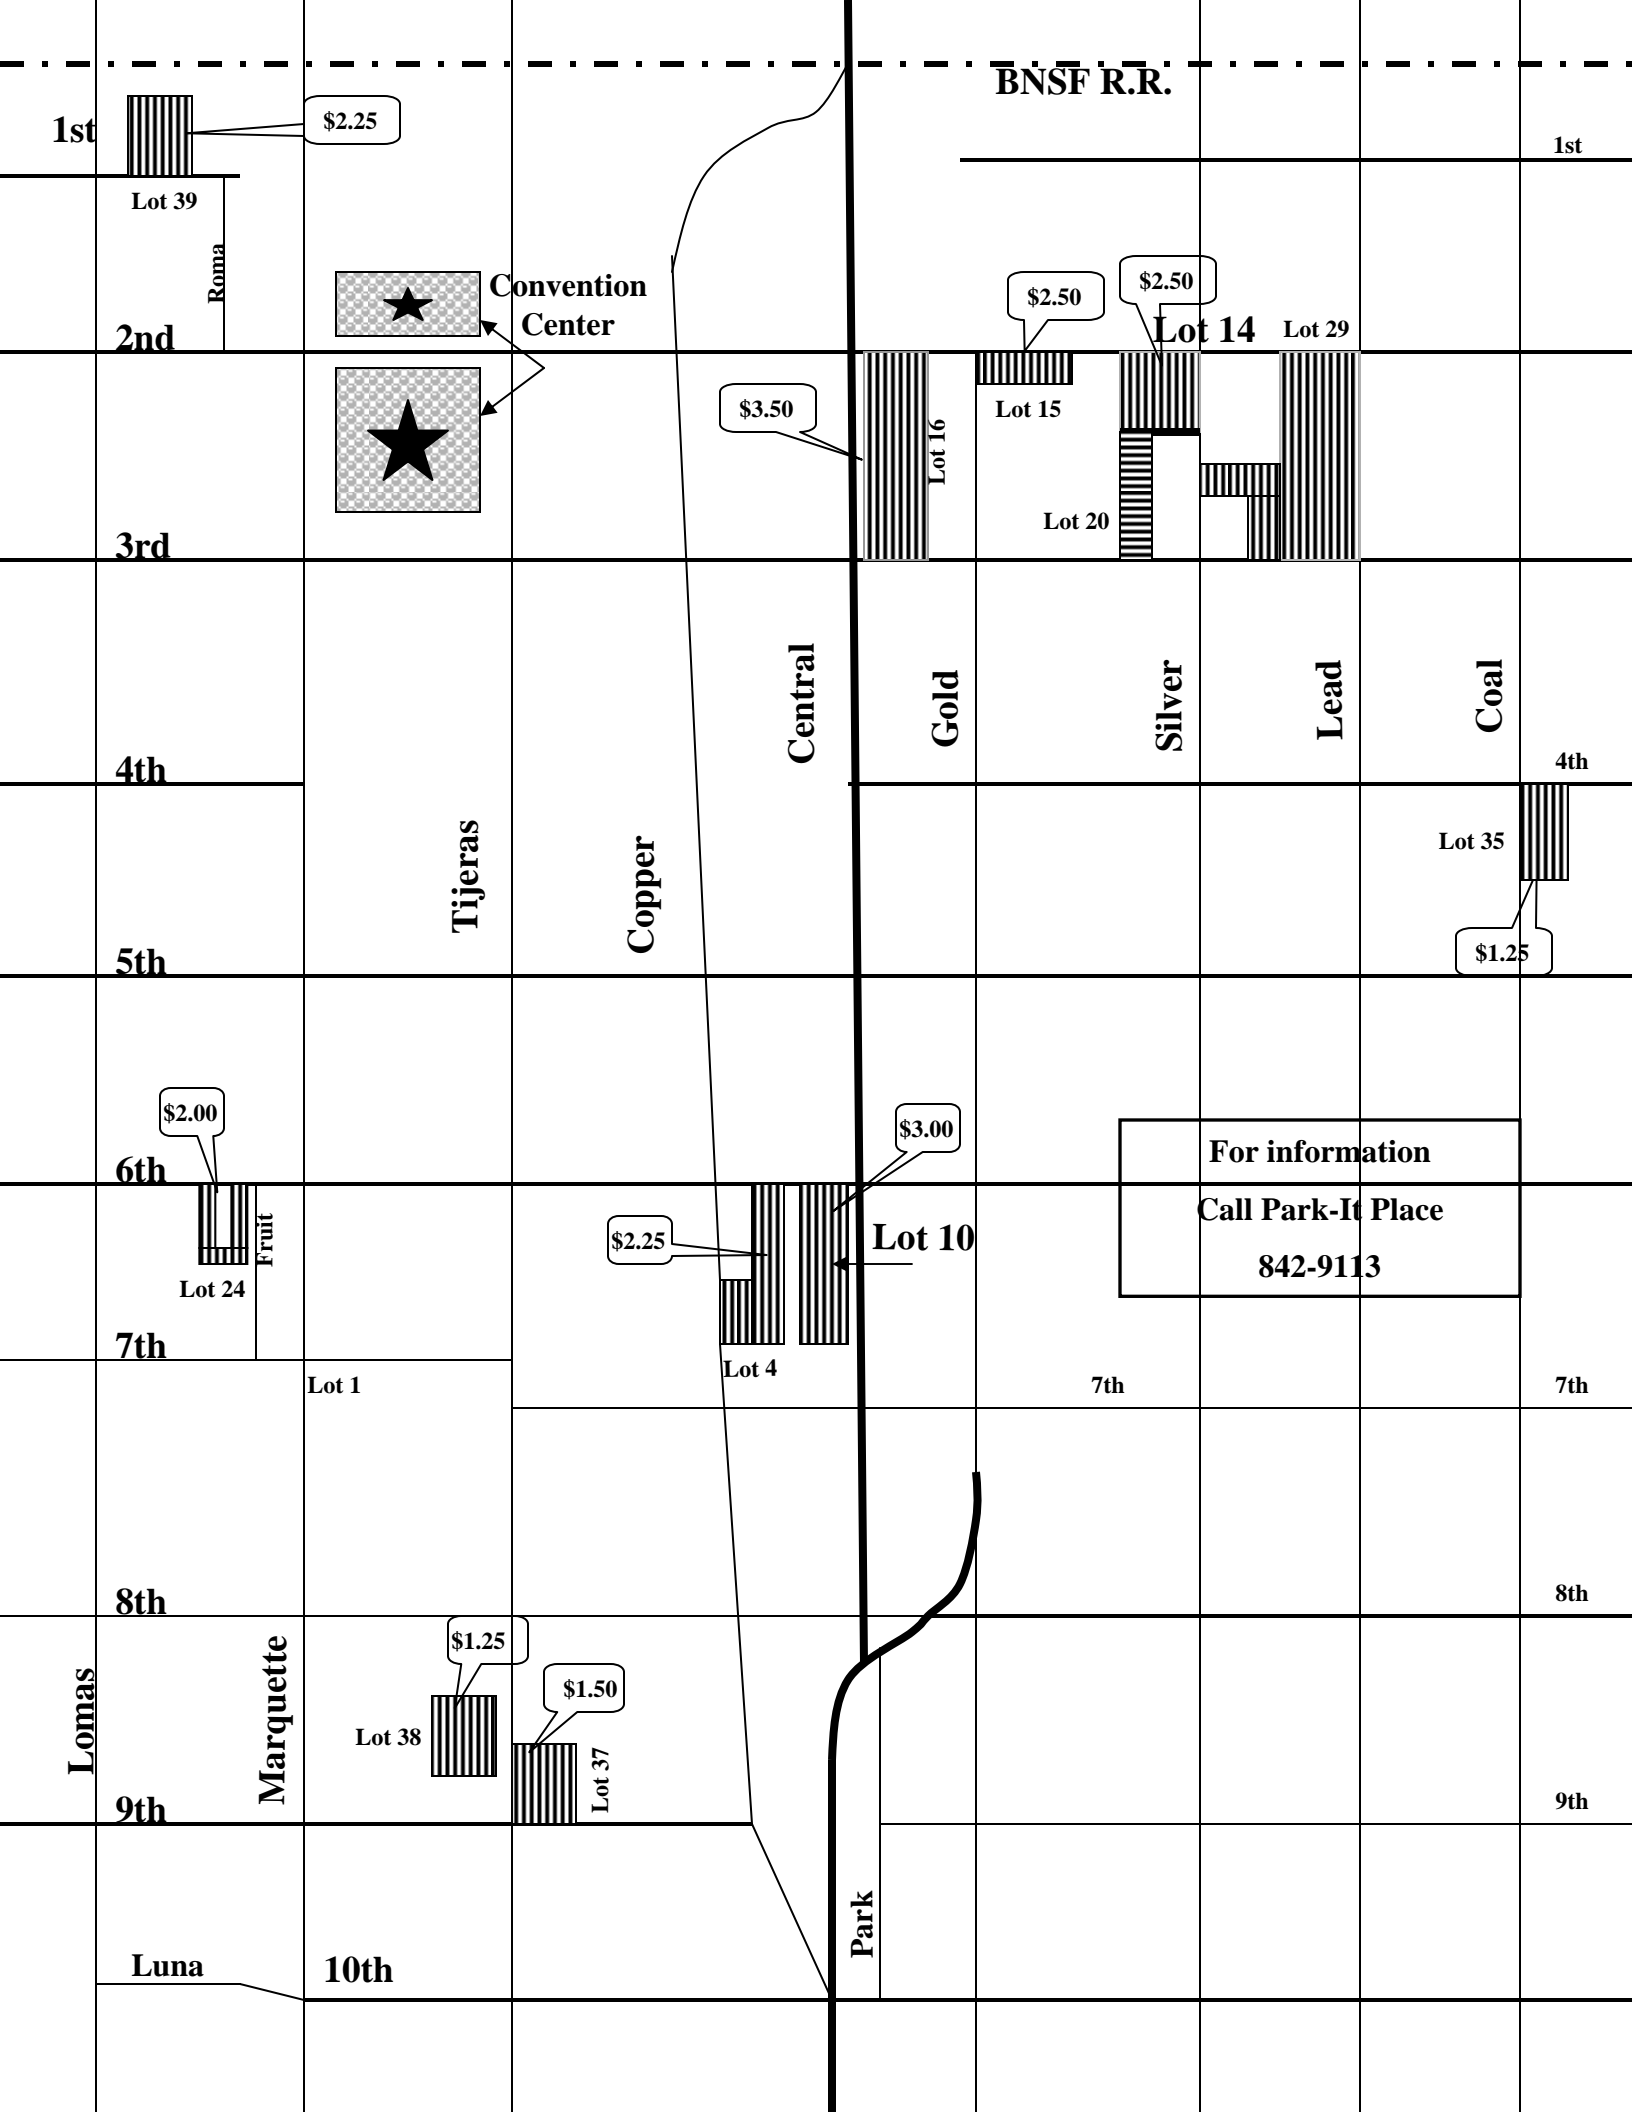 BNSF R.R.
1st
$2.25
1st
Lot 39
Roma
Convention
Center
$2.50
$2.50
2nd
Lot 14
Lot 29
$3.50
Lot 15
Lot 16
Lot 20
3rd
Central
Gold
Silver
Lead
Coal
4th
4th
Tijeras
Copper
Lot 35
5th
$1.25
$2.00
$3.00
6th
For information
Call Park-It Place
842-9113
Fruit
$2.25
Lot 10
Lot 24
7th
Lot 4
Lot 1
7th
7th
8th
8th
$1.25
Lomas
Marquette
$1.50
Lot 38
Lot 37
9th
9th
Park
Luna
10th